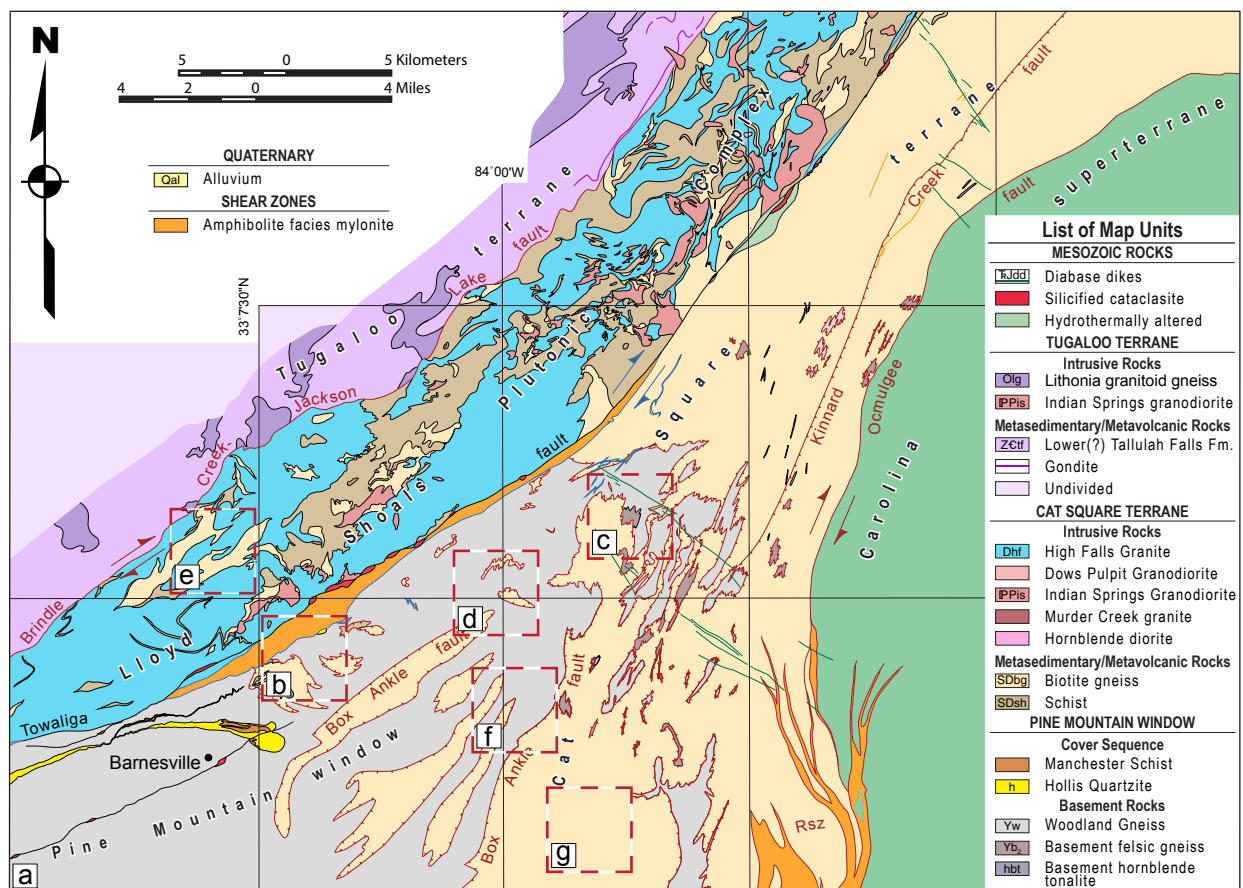 N
5 0 5 Kilometers
4 2 0 4 Miles
QUATERNARY
Qal Alluvium
SHEAR ZONES
Amphibolite facies mylonite
84°00'W
33°7'30"N
Tugaloo terrane
Brindle Creek-Jackson Lake fault
Lloyd Shoals Plutonic Complex
Towaliga fault
Cat Square terrane
Kinnard Creek fault
Ocmulgee fault
Carolina superterrane
Box Ankle fault
Box Ankle fault
Pine Mountain window
Barnesville
Rsz
a
b
c
d
e
f
g
List of Map Units
MESOZOIC ROCKS
ƦJdd Diabase dikes
Silicified cataclasite
Hydrothermally altered
TUGALOO TERRANE
Intrusive Rocks
Olg Lithonia granitoid gneiss
IPPis Indian Springs granodiorite
Metasedimentary/Metavolcanic Rocks
Z€tf Lower(?) Tallulah Falls Fm.
Gondite
Undivided
CAT SQUARE TERRANE
Intrusive Rocks
Dhf High Falls Granite
Dows Pulpit Granodiorite
IPPis Indian Springs Granodiorite
Murder Creek granite
Hornblende diorite
Metasedimentary/Metavolcanic Rocks
SDbg Biotite gneiss
SDsh Schist
PINE MOUNTAIN WINDOW
Cover Sequence
Manchester Schist
h Hollis Quartzite
Basement Rocks
Yw Woodland Gneiss
Yb₂ Basement felsic gneiss
hbt Basement hornblende
tonalite